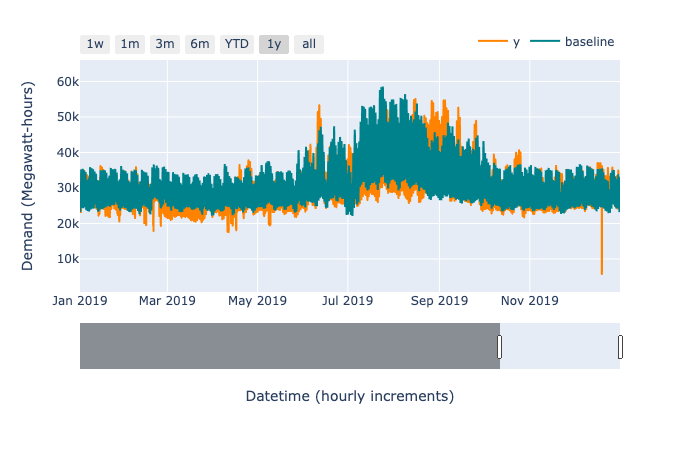 1w 1m 3m 6m YTD 1y all
y baseline
Demand (Megawatt-hours)
60k
50k
40k
30k
20k
10k
Jan 2019 Mar 2019 May 2019 Jul 2019 Sep 2019 Nov 2019
Datetime (hourly increments)